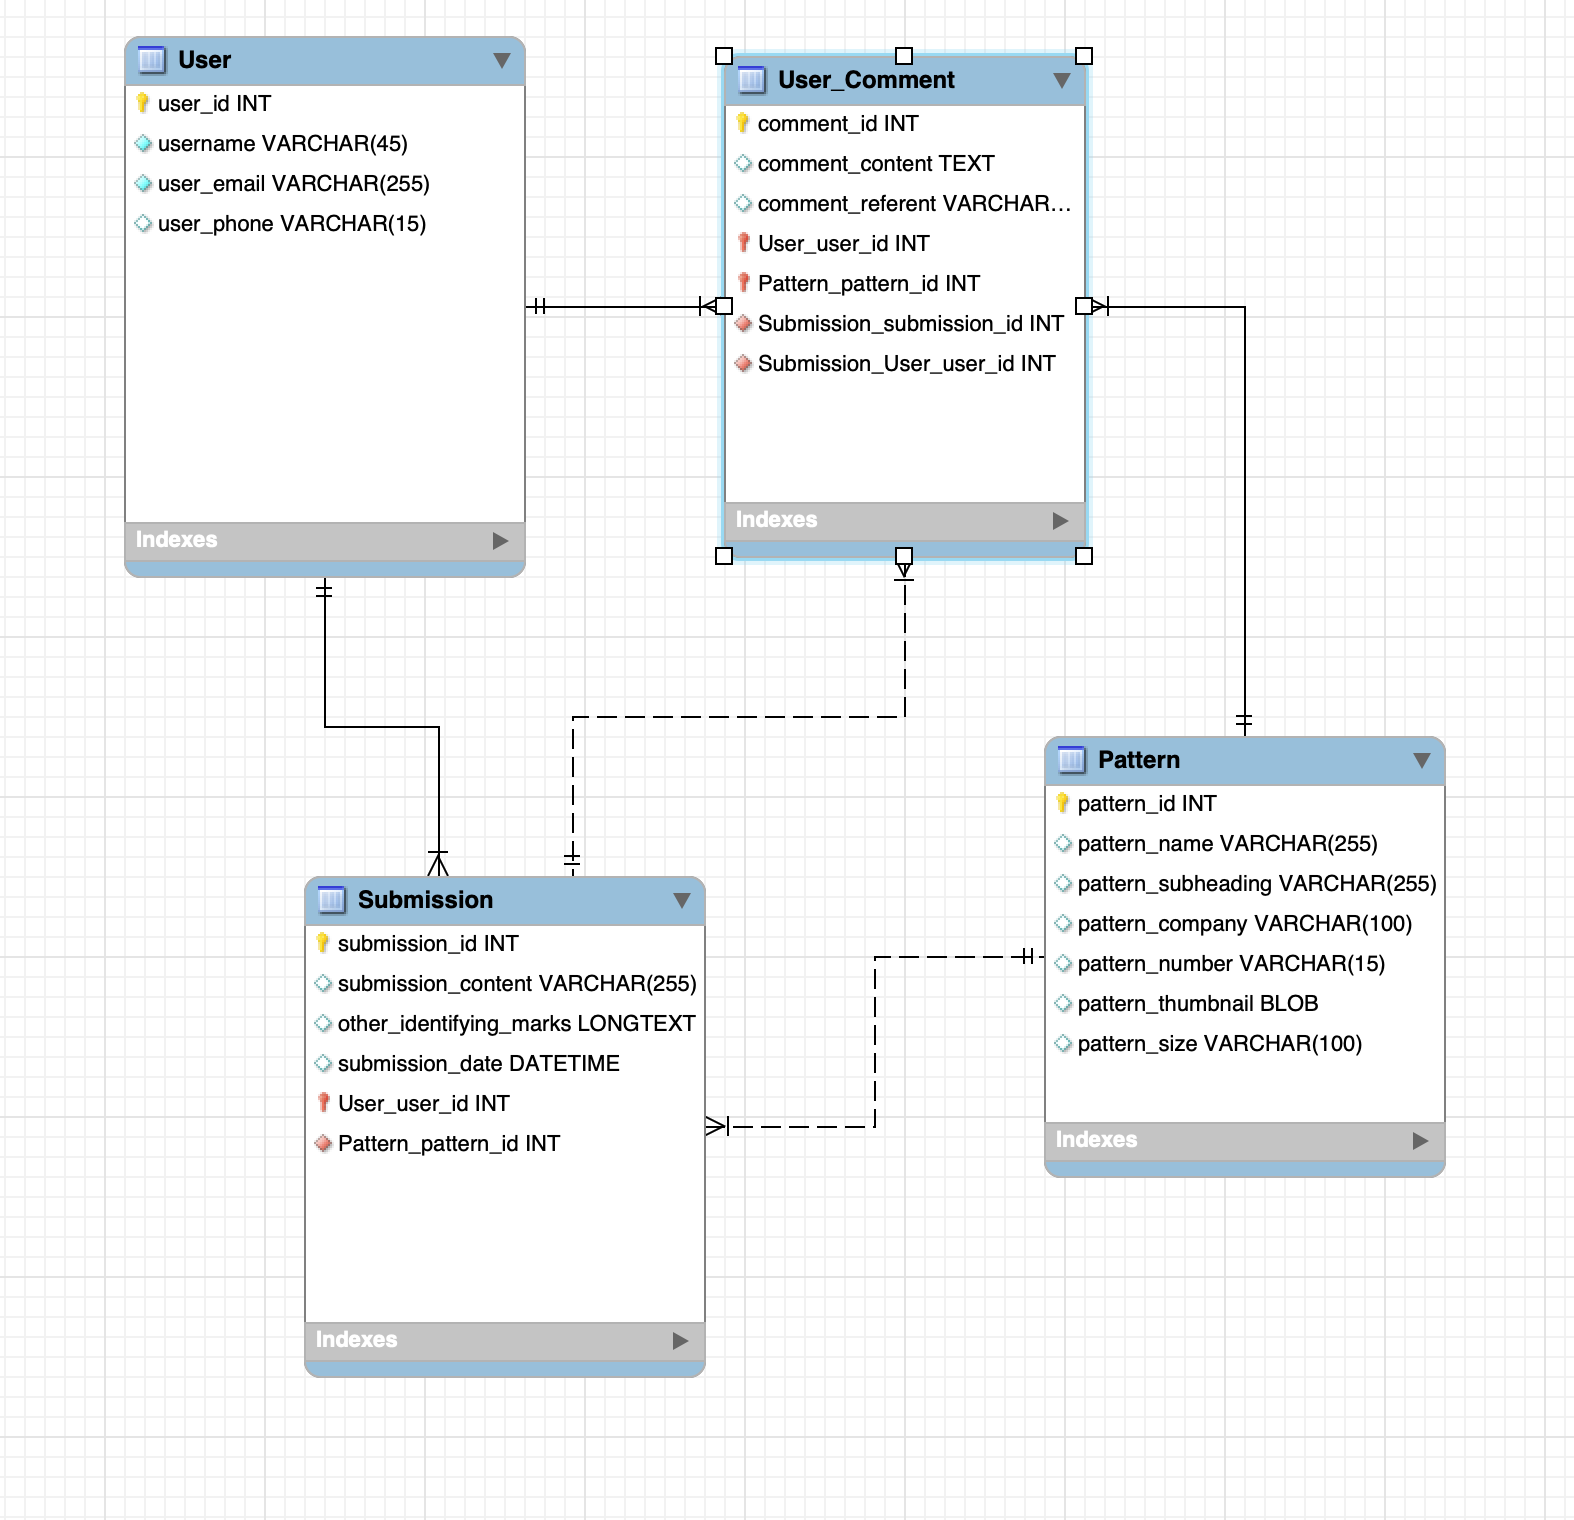 User
user_id INT
username VARCHAR(45)
user_email VARCHAR(255)
user_phone VARCHAR(15)
Indexes
User_Comment
comment_id INT
comment_content TEXT
comment_referent VARCHAR...
User_user_id INT
Pattern_pattern_id INT
Submission_submission_id INT
Submission_User_user_id INT
Indexes
Submission
submission_id INT
submission_content VARCHAR(255)
other_identifying_marks LONGTEXT
submission_date DATETIME
User_user_id INT
Pattern_pattern_id INT
Indexes
Pattern
pattern_id INT
pattern_name VARCHAR(255)
pattern_subheading VARCHAR(255)
pattern_company VARCHAR(100)
pattern_number VARCHAR(15)
pattern_thumbnail BLOB
pattern_size VARCHAR(100)
Indexes